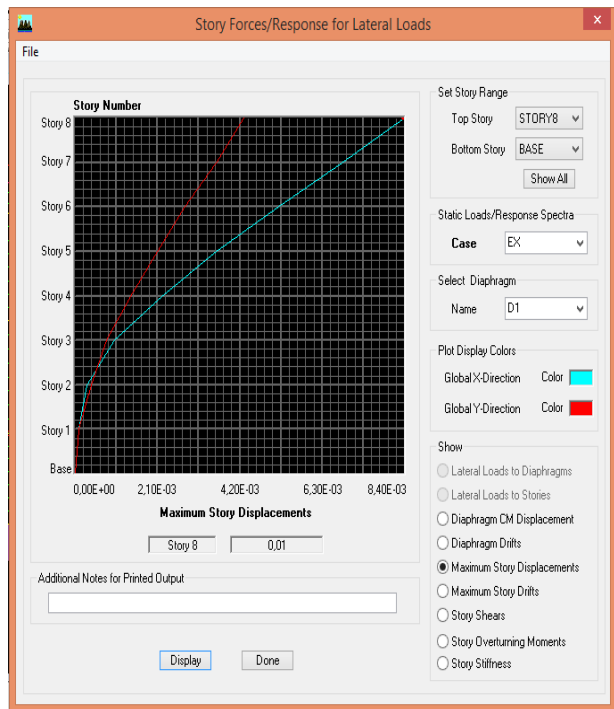 Story Forces/Response for Lateral Loads
x
File
Story Number
Story 8
Story 7
Story 6
Story 5
Story 4
Story 3
Story 2
Story 1
Base
0,00E+00 2,10E-03 4,20E-03 6,30E-03 8,40E-03
Maximum Story Displacements
Story 8 0,01
Additional Notes for Printed Output
Display Done
Set Story Range
Top Story STORY8
Bottom Story BASE
Show All
Static Loads/Response Spectra
Case EX
Select Diaphragm
Name D1
Plot Display Colors
Global X-Direction Color
Global Y-Direction Color
Show
Lateral Loads to Diaphragms
Lateral Loads to Stories
Diaphragm CM Displacement
Diaphragm Drifts
Maximum Story Displacements
Maximum Story Drifts
Story Shears
Story Overturning Moments
Story Stiffness